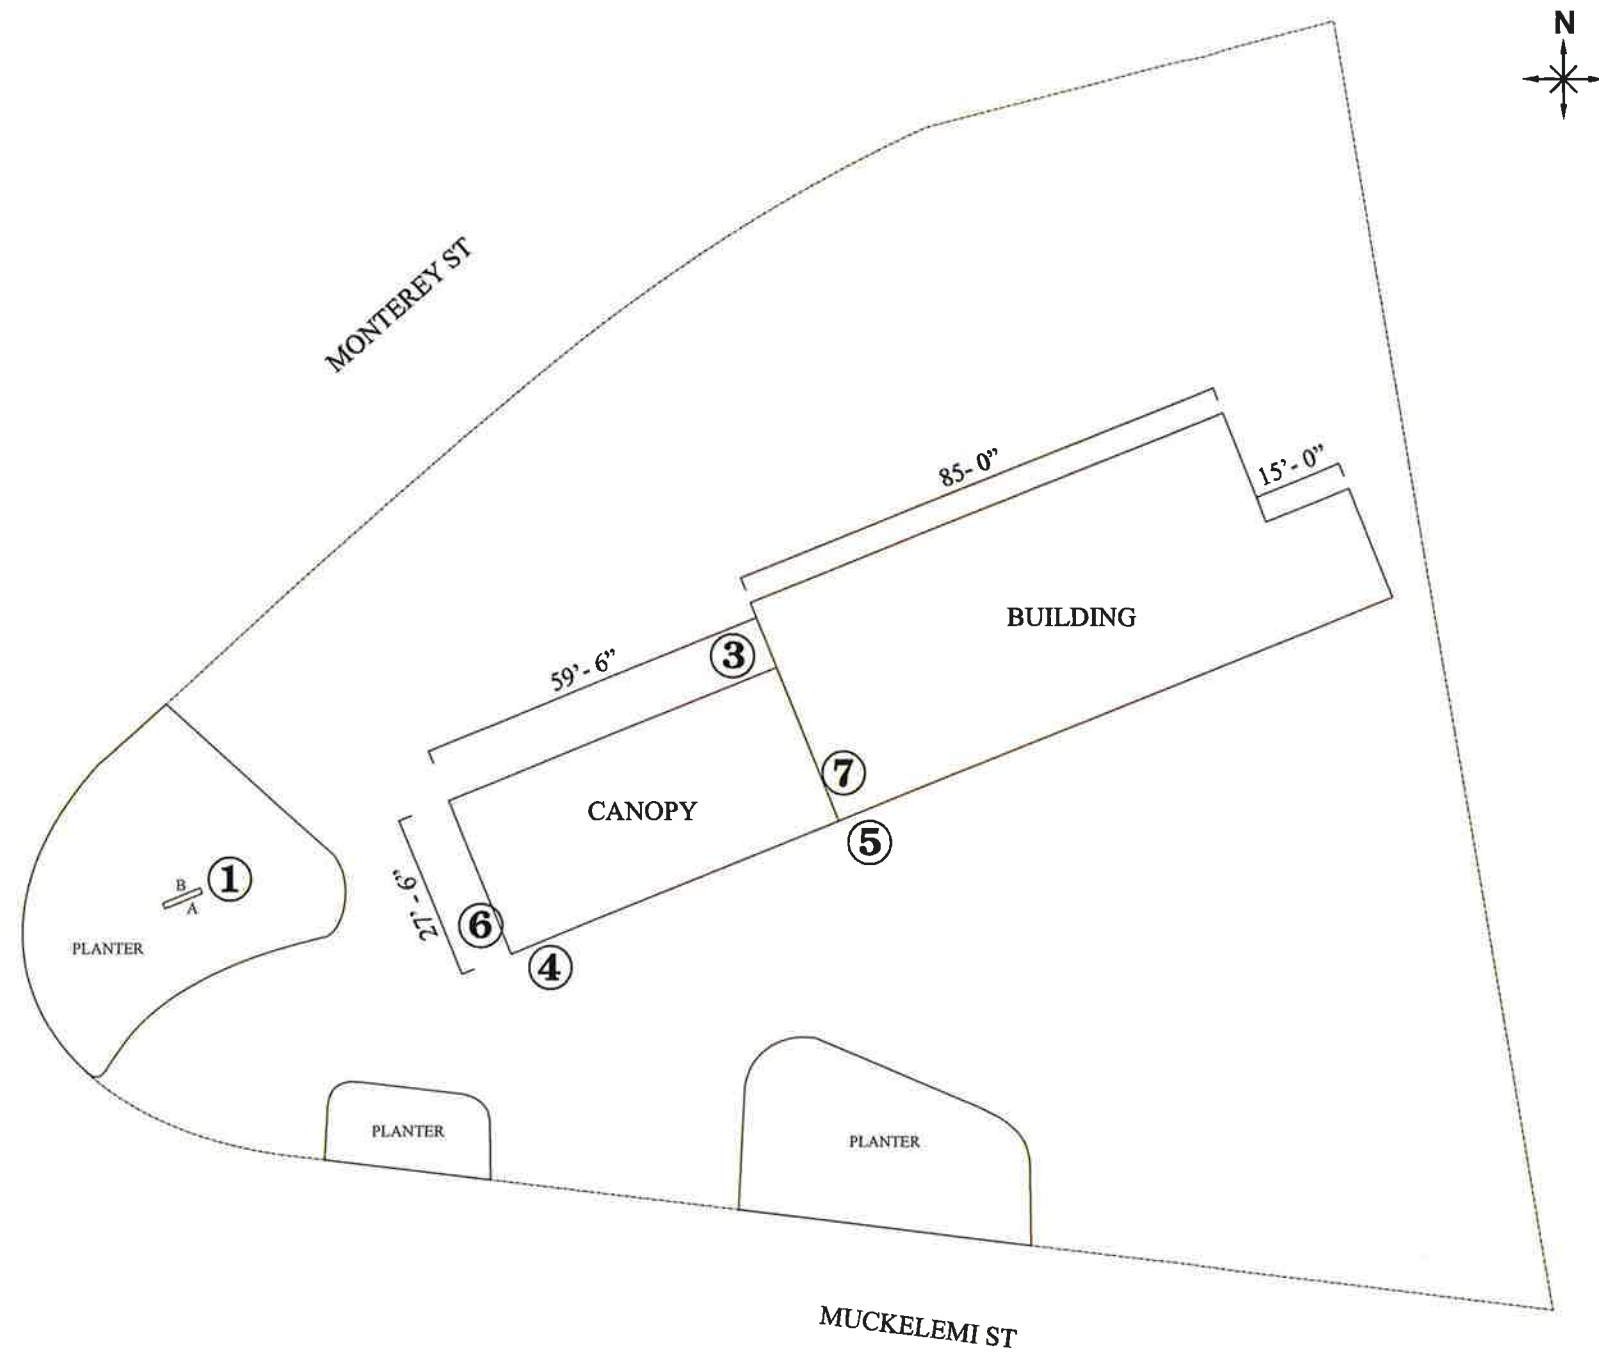 N
MONTEREY ST
85- 0”
15’- 0”
BUILDING
59’- 6”
3
7
CANOPY
5
27’ - 6”
6
4
B
1
A
PLANTER
PLANTER
PLANTER
MUCKELEMI ST